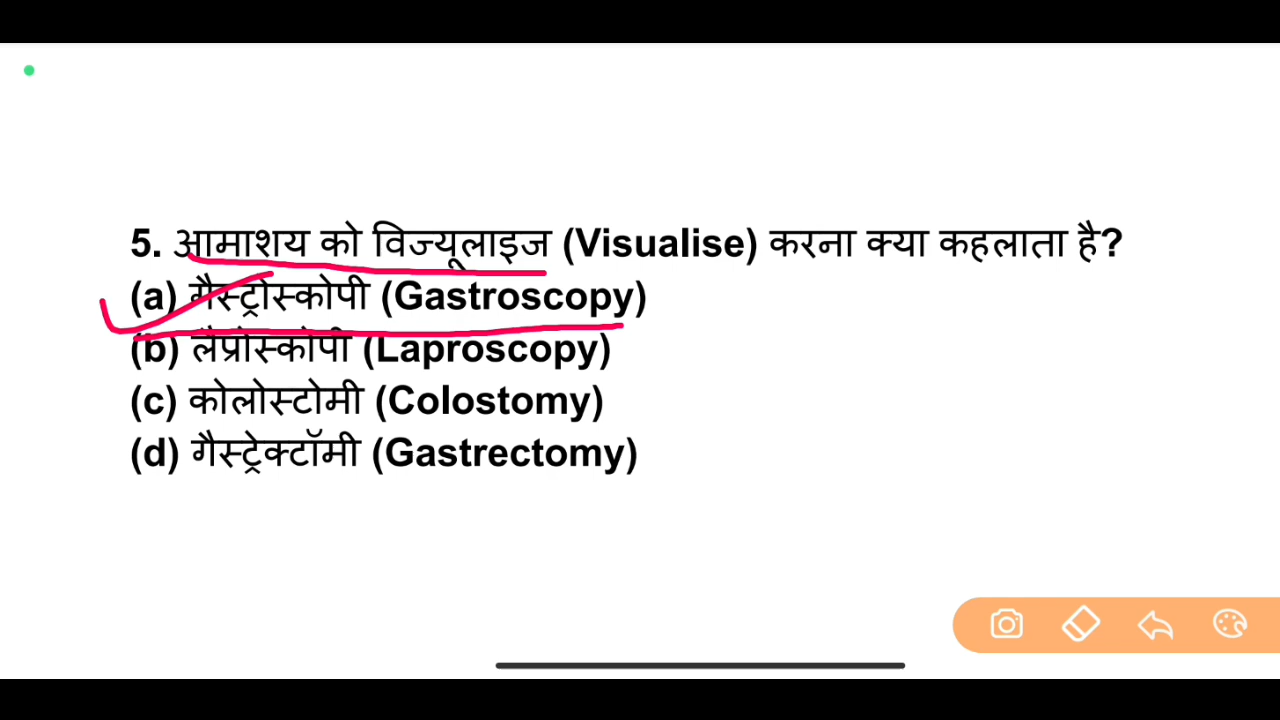 5. आमाशय को विज्यूलाइज (Visualise) करना क्या कहलाता है?
(a) गैस्ट्रोस्कोपी (Gastroscopy)
(b) लैप्रोस्कोपी (Laproscopy)
(c) कोलोस्टोमी (Colostomy)
(d) गैस्ट्रेक्टॉमी (Gastrectomy)